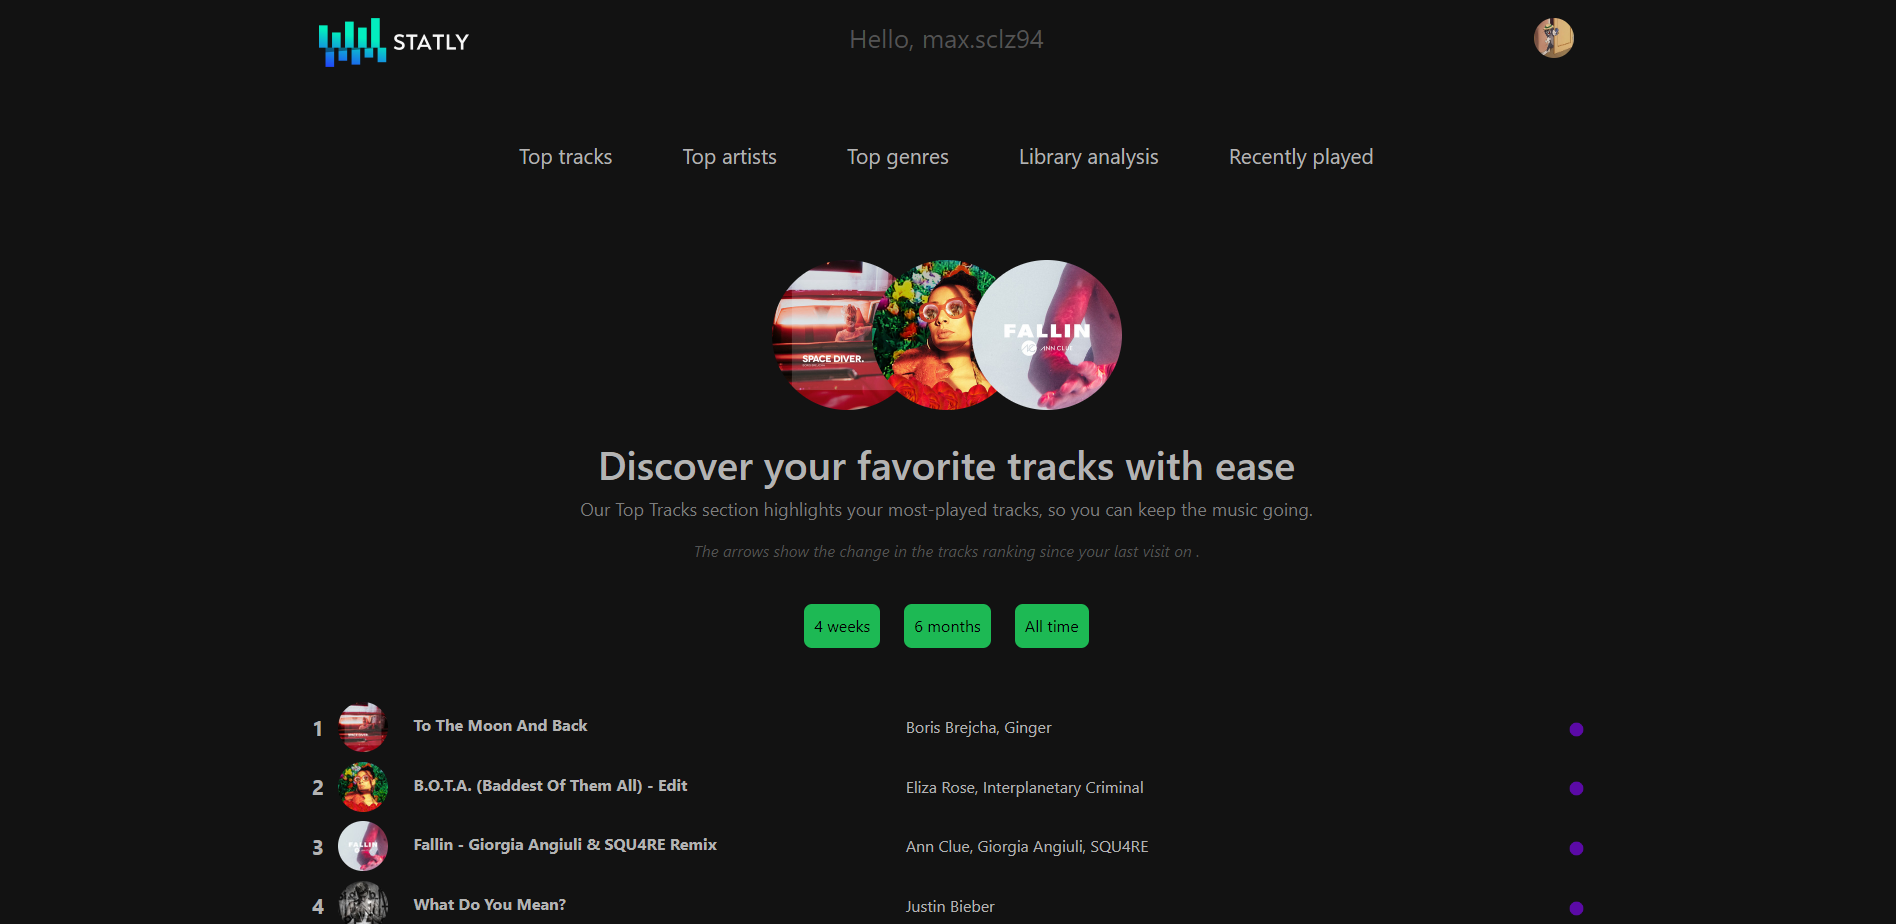 STATLY
Hello, max.sclz94
Top tracks
Top artists
Top genres
Library analysis
Recently played
SPACE DIVER.
FALLIN
ANN CLUE
Discover your favorite tracks with ease
Our Top Tracks section highlights your most-played tracks, so you can keep the music going.
The arrows show the change in the tracks ranking since your last visit on .
4 weeks
6 months
All time
1 To The Moon And Back Boris Brejcha, Ginger
2 B.O.T.A. (Baddest Of Them All) - Edit Eliza Rose, Interplanetary Criminal
3 FALLIN Fallin - Giorgia Angiuli & SQU4RE Remix Ann Clue, Giorgia Angiuli, SQU4RE
4 What Do You Mean? Justin Bieber